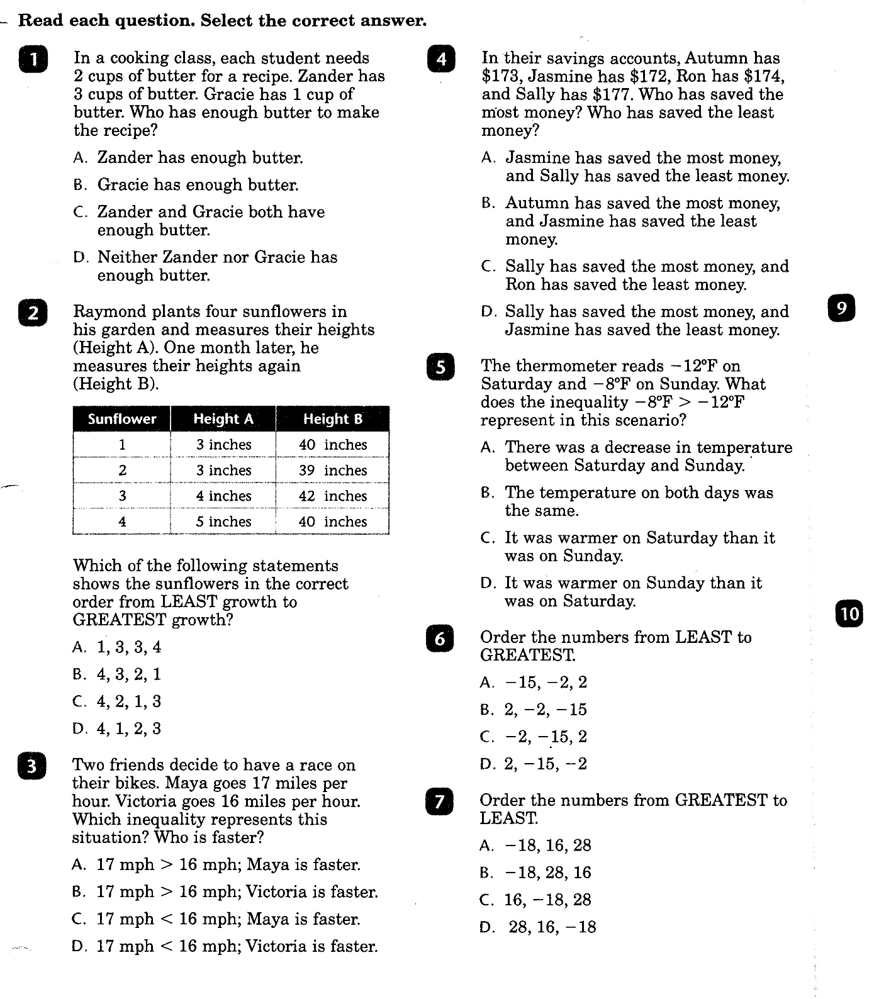 Read each question. Select the correct answer.
1
In a cooking class, each student needs
2 cups of butter for a recipe. Zander has
3 cups of butter. Gracie has 1 cup of
butter. Who has enough butter to make
the recipe?
A. Zander has enough butter.
B. Gracie has enough butter.
C. Zander and Gracie both have
enough butter.
D. Neither Zander nor Gracie has
enough butter.
2
Raymond plants four sunflowers in
his garden and measures their heights
(Height A). One month later, he
measures their heights again
(Height B).
Sunflower Height A Height B
1 3 inches 40 inches
2 3 inches 39 inches
3 4 inches 42 inches
4 5 inches 40 inches
Which of the following statements
shows the sunflowers in the correct
order from LEAST growth to
GREATEST growth?
A. 1, 3, 3, 4
B. 4, 3, 2, 1
C. 4, 2, 1, 3
D. 4, 1, 2, 3
3
Two friends decide to have a race on
their bikes. Maya goes 17 miles per
hour. Victoria goes 16 miles per hour.
Which inequality represents this
situation? Who is faster?
A. 17 mph > 16 mph; Maya is faster.
B. 17 mph > 16 mph; Victoria is faster.
C. 17 mph < 16 mph; Maya is faster.
D. 17 mph < 16 mph; Victoria is faster.
4
In their savings accounts, Autumn has
$173, Jasmine has $172, Ron has $174,
and Sally has $177. Who has saved the
most money? Who has saved the least
money?
A. Jasmine has saved the most money,
and Sally has saved the least money.
B. Autumn has saved the most money,
and Jasmine has saved the least
money.
C. Sally has saved the most money, and
Ron has saved the least money.
D. Sally has saved the most money, and
Jasmine has saved the least money.
5
The thermometer reads −12°F on
Saturday and −8°F on Sunday. What
does the inequality −8°F > −12°F
represent in this scenario?
A. There was a decrease in temperature
between Saturday and Sunday.
B. The temperature on both days was
the same.
C. It was warmer on Saturday than it
was on Sunday.
D. It was warmer on Sunday than it
was on Saturday.
6
Order the numbers from LEAST to
GREATEST.
A. −15, −2, 2
B. 2, −2, −15
C. −2, −15, 2
D. 2, −15, −2
7
Order the numbers from GREATEST to
LEAST.
A. −18, 16, 28
B. −18, 28, 16
C. 16, −18, 28
D. 28, 16, −18
9
10